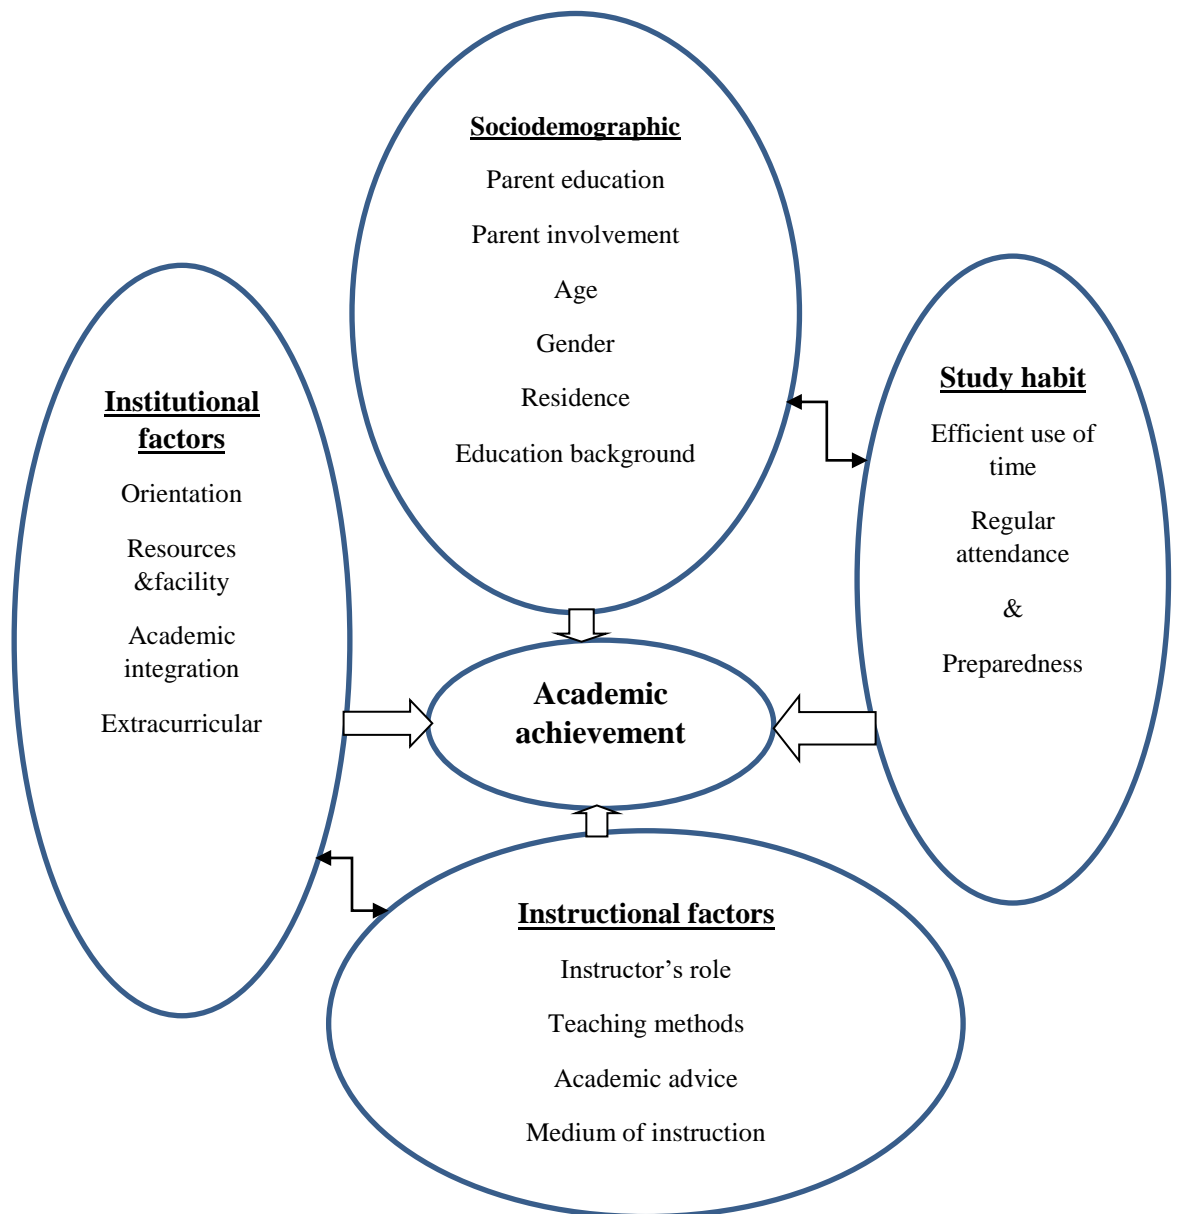 Sociodemographic
Parent education
Parent involvement
Age
Gender
Residence
Education background
Institutional
factors
Orientation
Resources
&facility
Academic
integration
Extracurricular
Study habit
Efficient use of
time
Regular
attendance
&
Preparedness
Academic
achievement
Instructional factors
Instructor’s role
Teaching methods
Academic advice
Medium of instruction